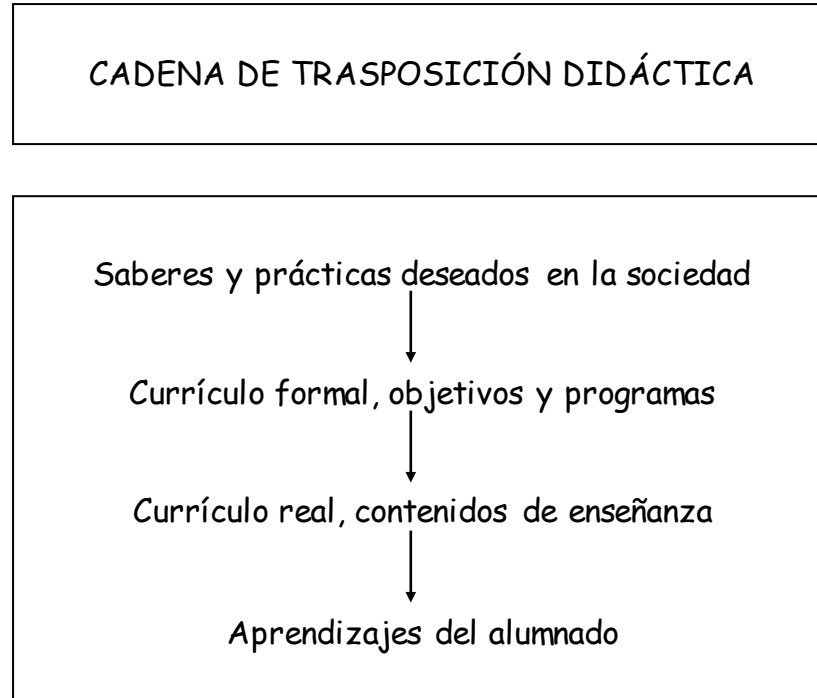 CADENA DE TRASPOSICIÓN DIDÁCTICA
Saberes y prácticas deseados en la sociedad
Currículo formal, objetivos y programas
Currículo real, contenidos de enseñanza
Aprendizajes del alumnado